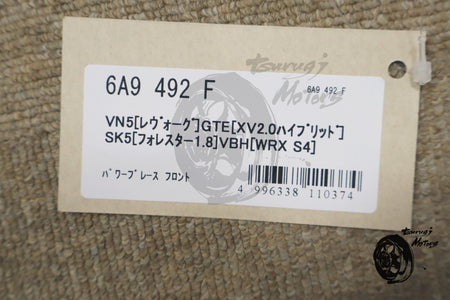 tsurugi
Motors
6A9 492 F
6A9 492 F
VN5[ﾚｳﾞｫｰｸﾞ]GTE[XV2.0ﾊｲﾌﾞﾘｯﾄﾞ]
SK5[ﾌｫﾚｽﾀｰ1.8]VBH[WRX S4]
ﾊﾟﾜｰﾌﾞﾚｰｽ ﾌﾛﾝﾄ
4 996338 110374
tsurugi
Motors